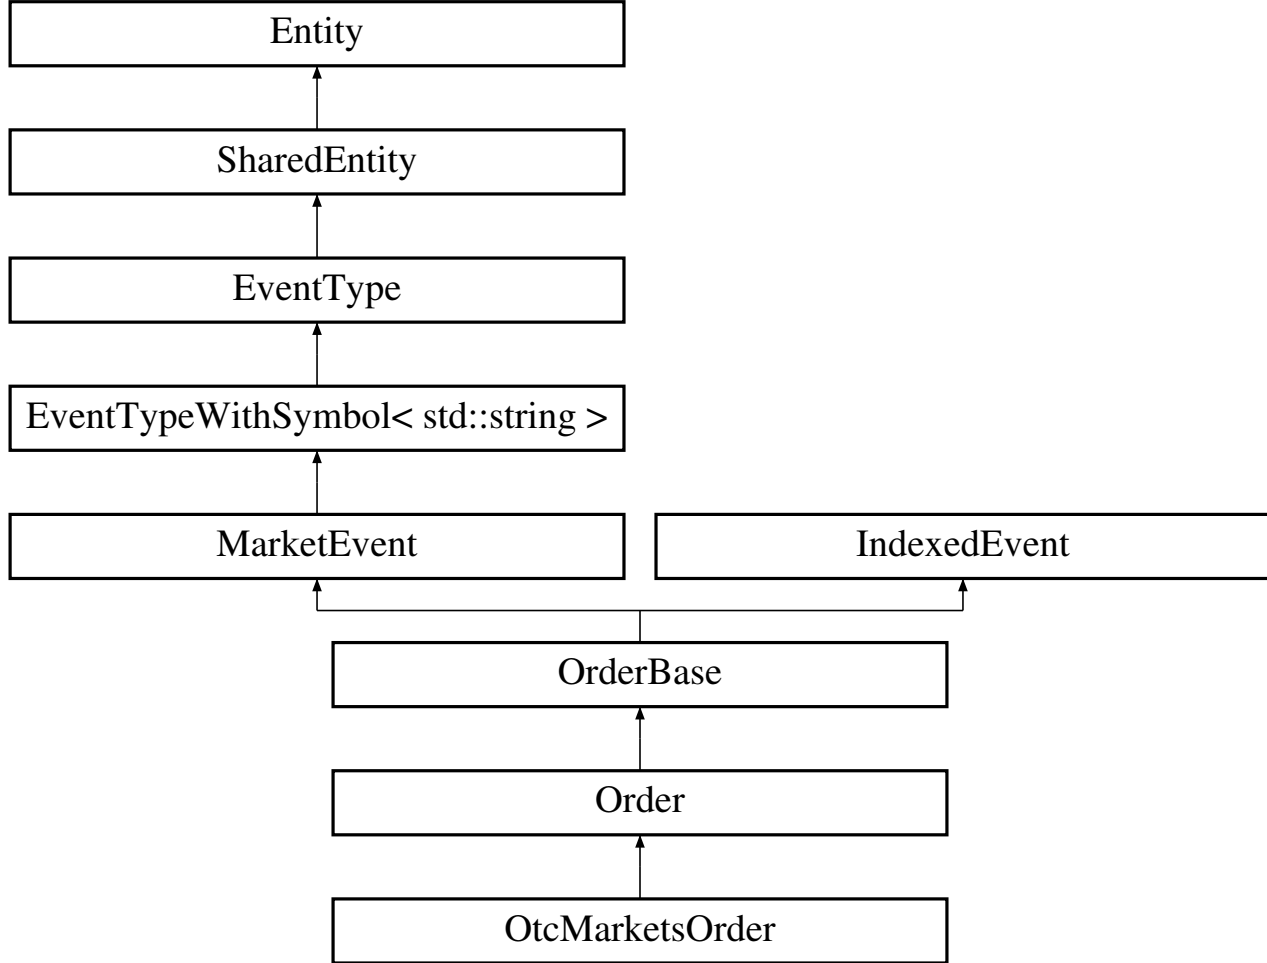 Entity
SharedEntity
EventType
EventTypeWithSymbol< std::string >
MarketEvent
IndexedEvent
OrderBase
Order
OtcMarketsOrder